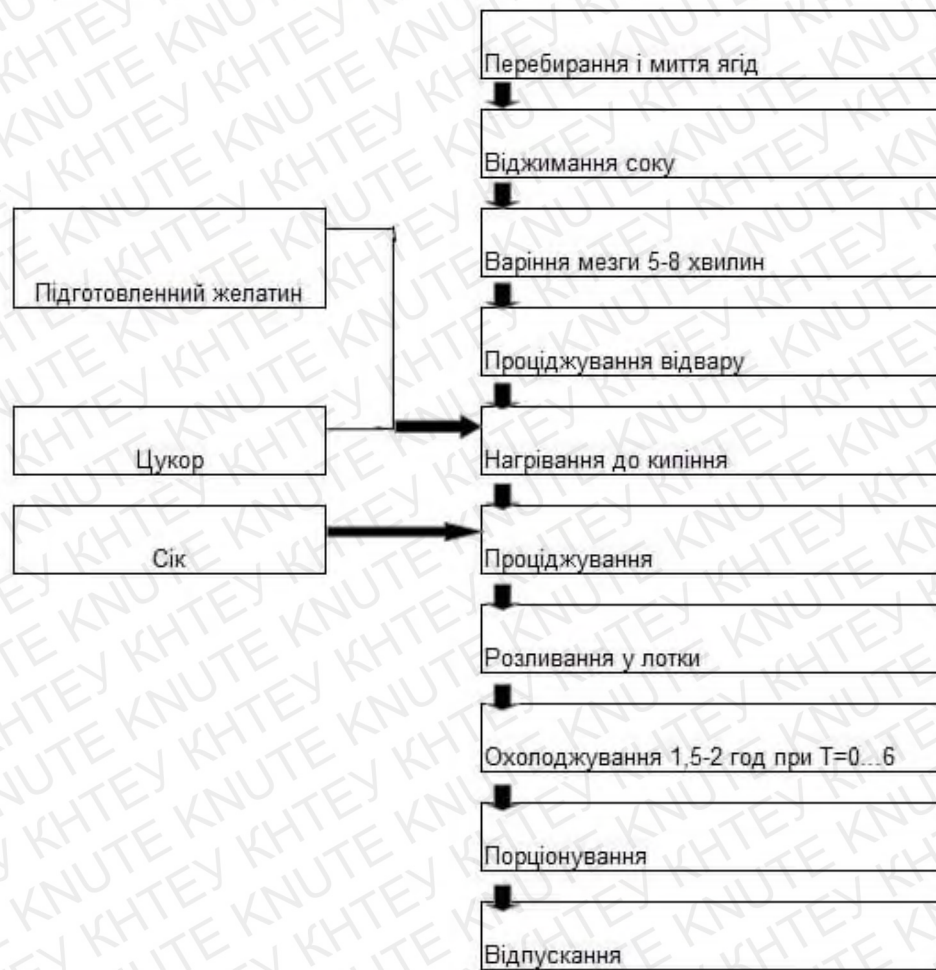 Перебирання і миття ягід
Віджимання соку
Варіння мезги 5-8 хвилин
Підготовленний желатин
Проціджування відвару
Цукор
Нагрівання до кипіння
Сік
Проціджування
Розливання у лотки
Охолоджування 1,5-2 год при Т=0...6
Порціонування
Відпускання